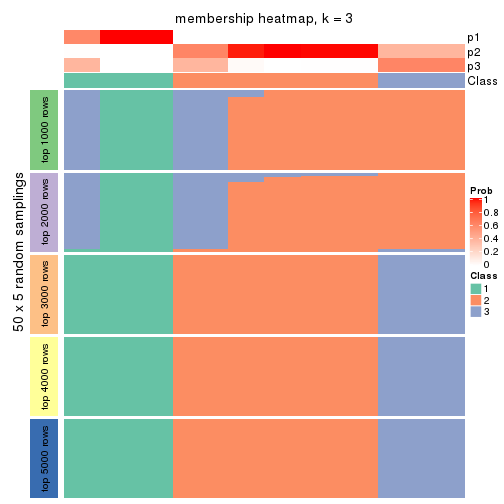 membership heatmap, k = 3
p1
p2
p3
Class
50 x 5 random samplings
top 1000 rows
top 2000 rows
top 3000 rows
top 4000 rows
top 5000 rows
Prob
1
0.8
0.6
0.4
0.2
0
Class
1
2
3